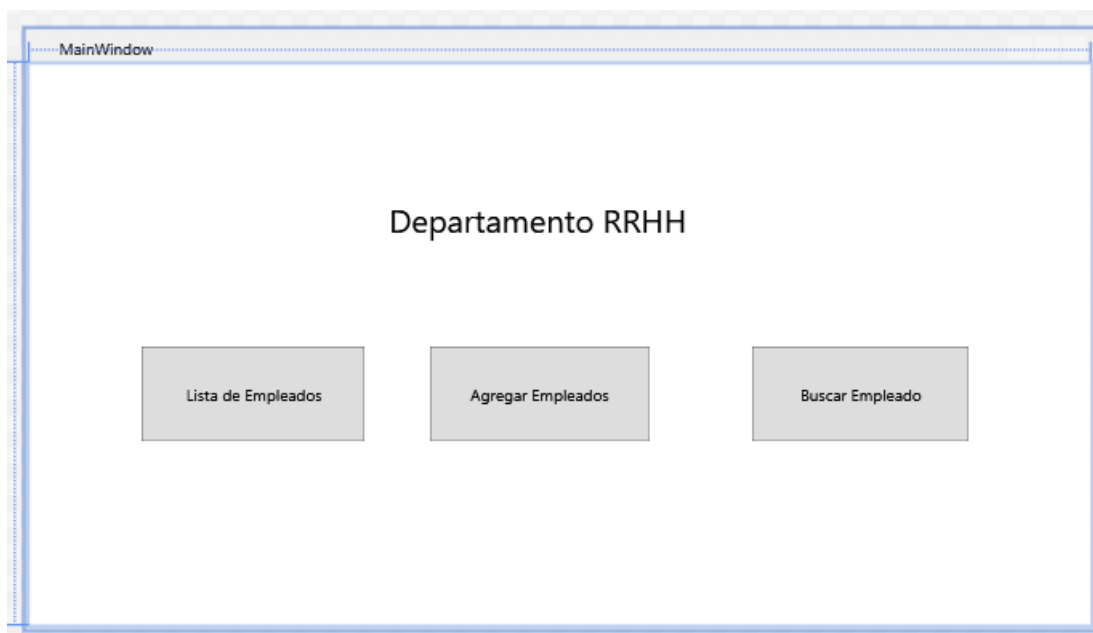 MainWindow
Departamento RRHH
Lista de Empleados
Agregar Empleados
Buscar Empleado